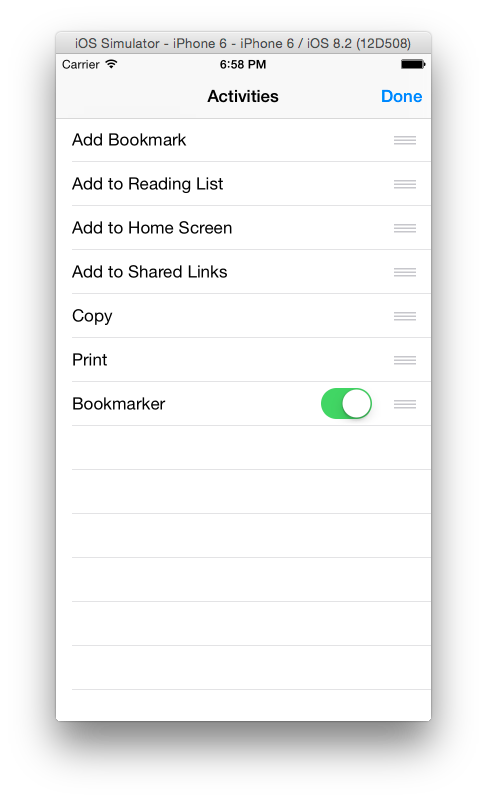 iOS Simulator - iPhone 6 - iPhone 6 / iOS 8.2 (12D508)
Carrier 6:58 PM
Activities Done
Add Bookmark
Add to Reading List
Add to Home Screen
Add to Shared Links
Copy
Print
Bookmarker